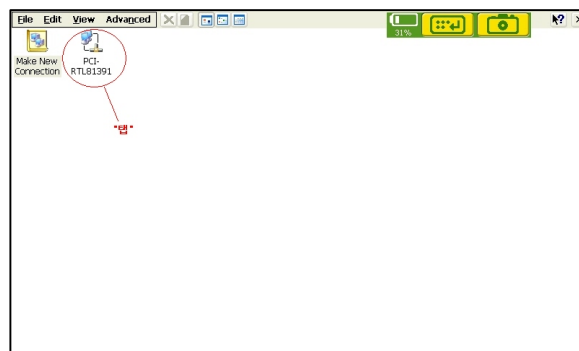 File Edit View Advanced
31%
?
×
Make New
Connection
PCI-
RTL81391
"탭"